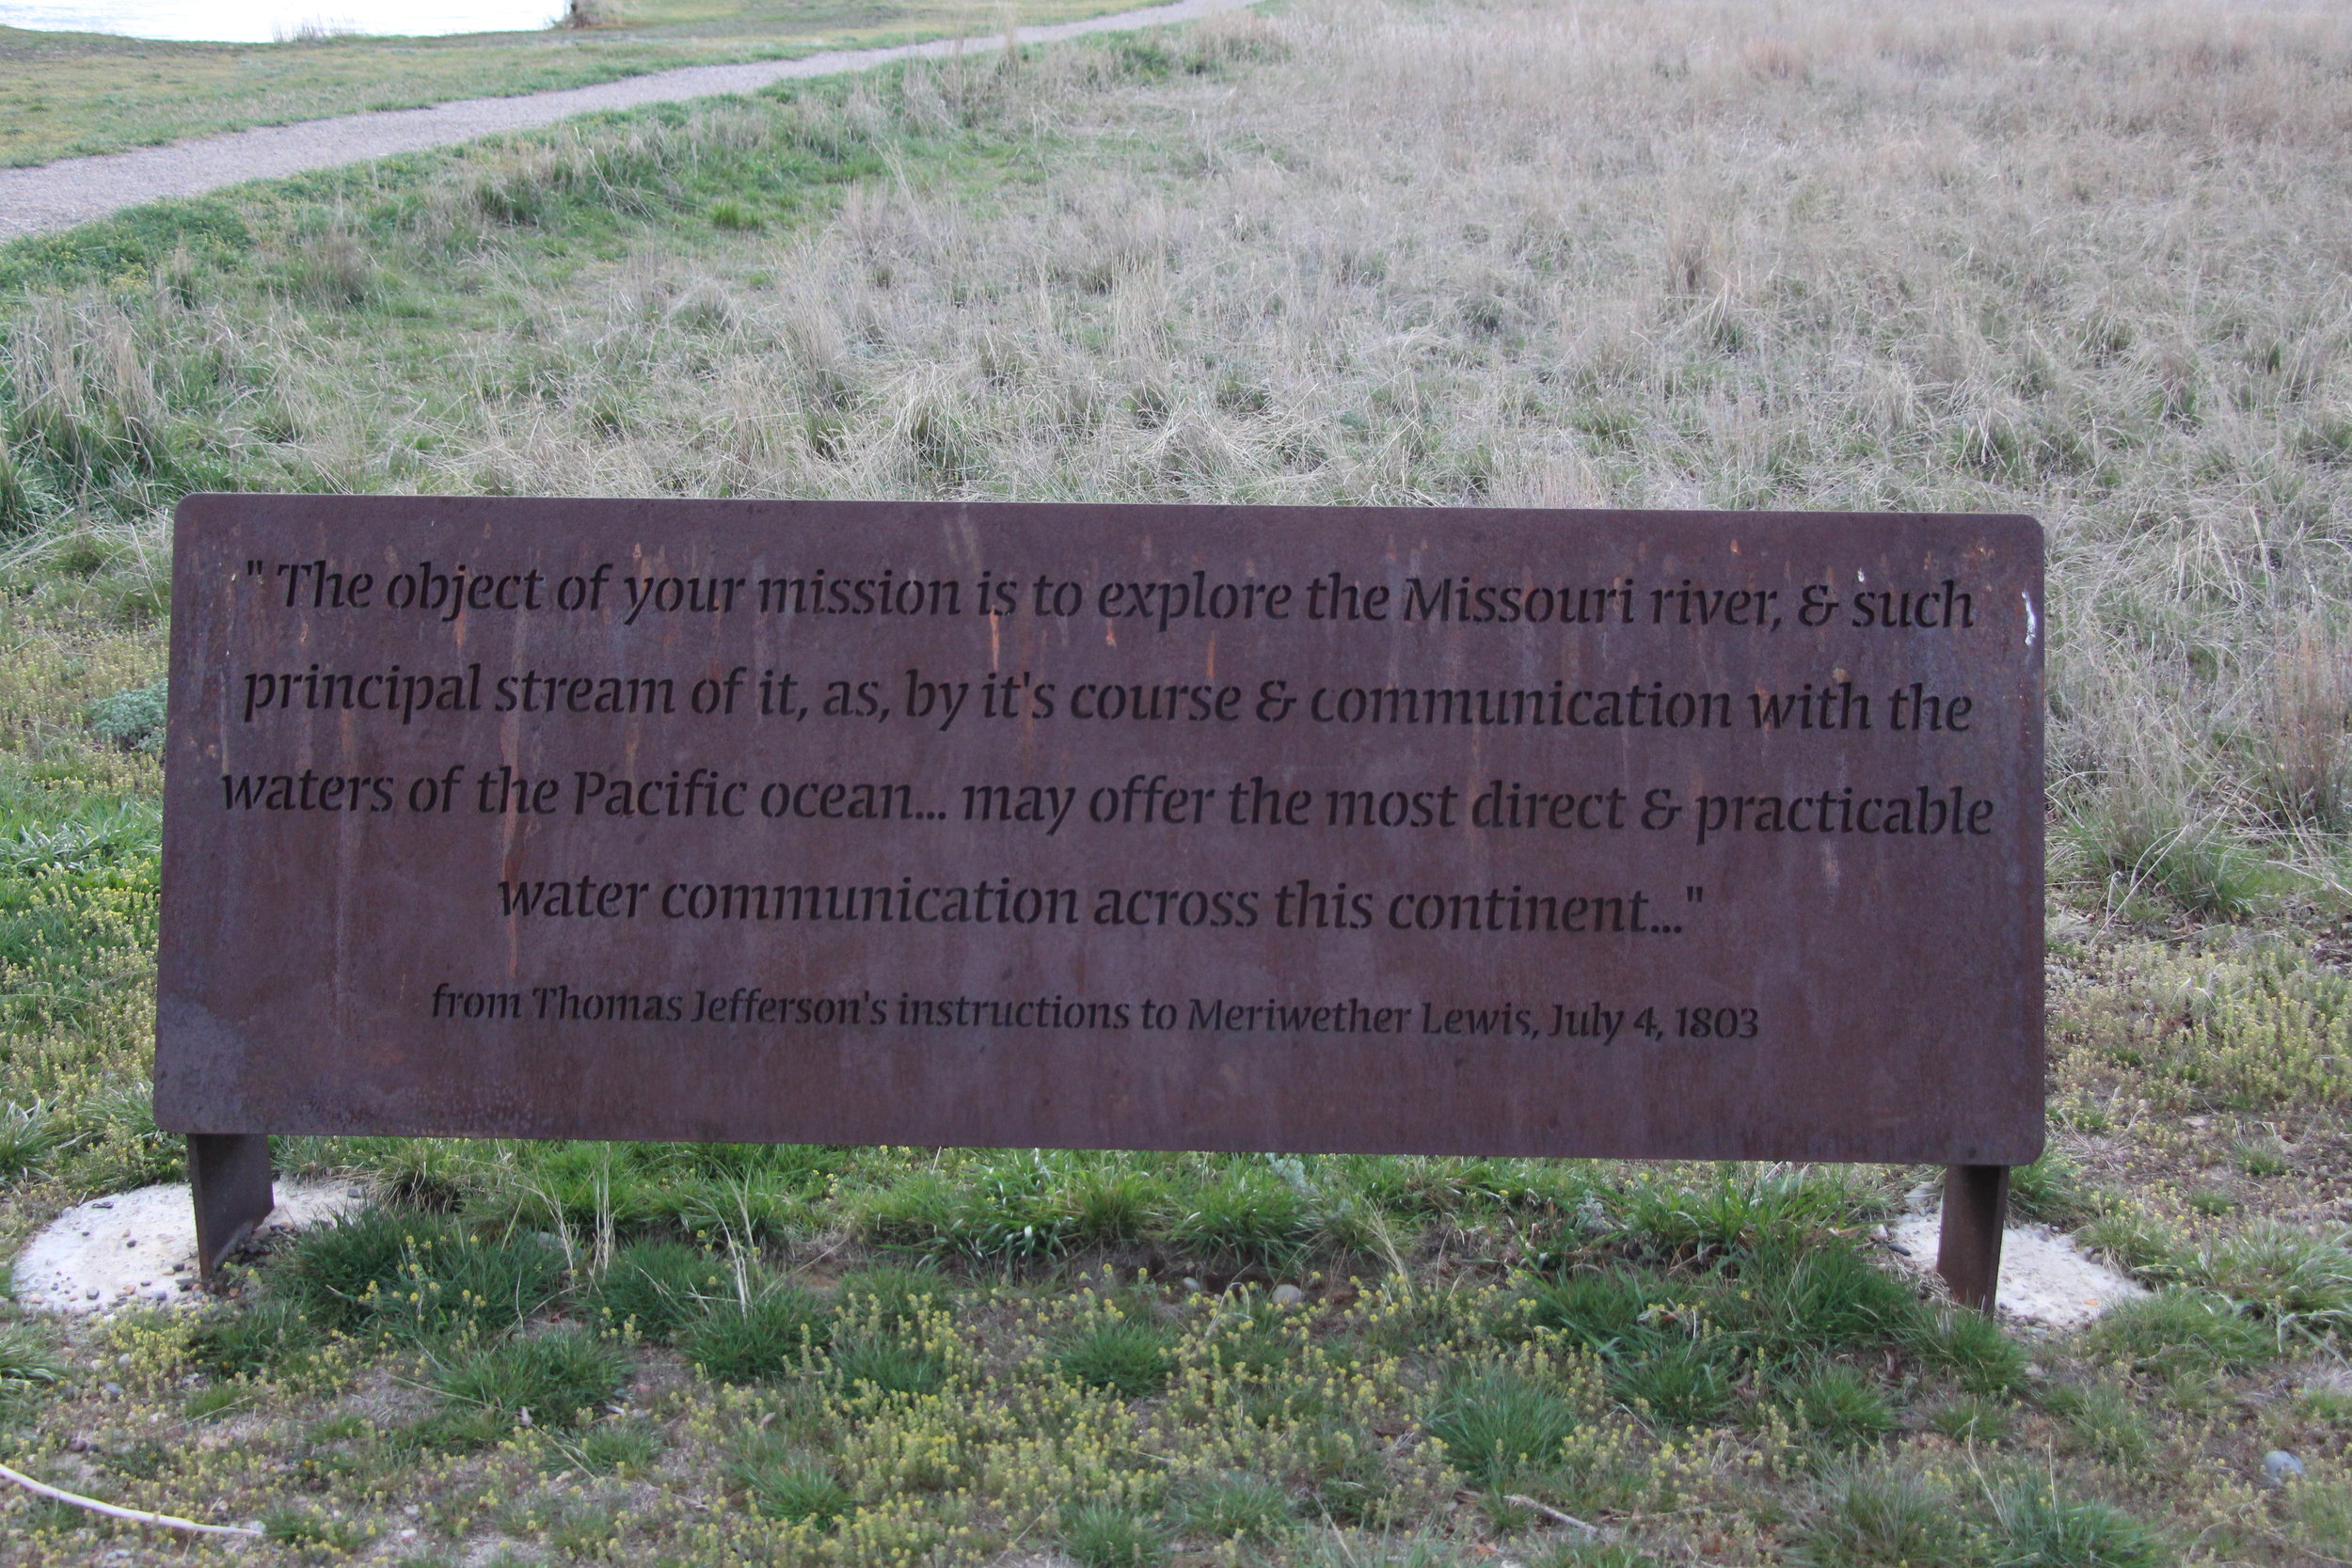 " The object of your mission is to explore the Missouri river, & such
principal stream of it, as, by it's course & communication with the
waters of the Pacific ocean... may offer the most direct & practicable
water communication across this continent..."
from Thomas Jefferson's instructions to Meriwether Lewis, July 4, 1803